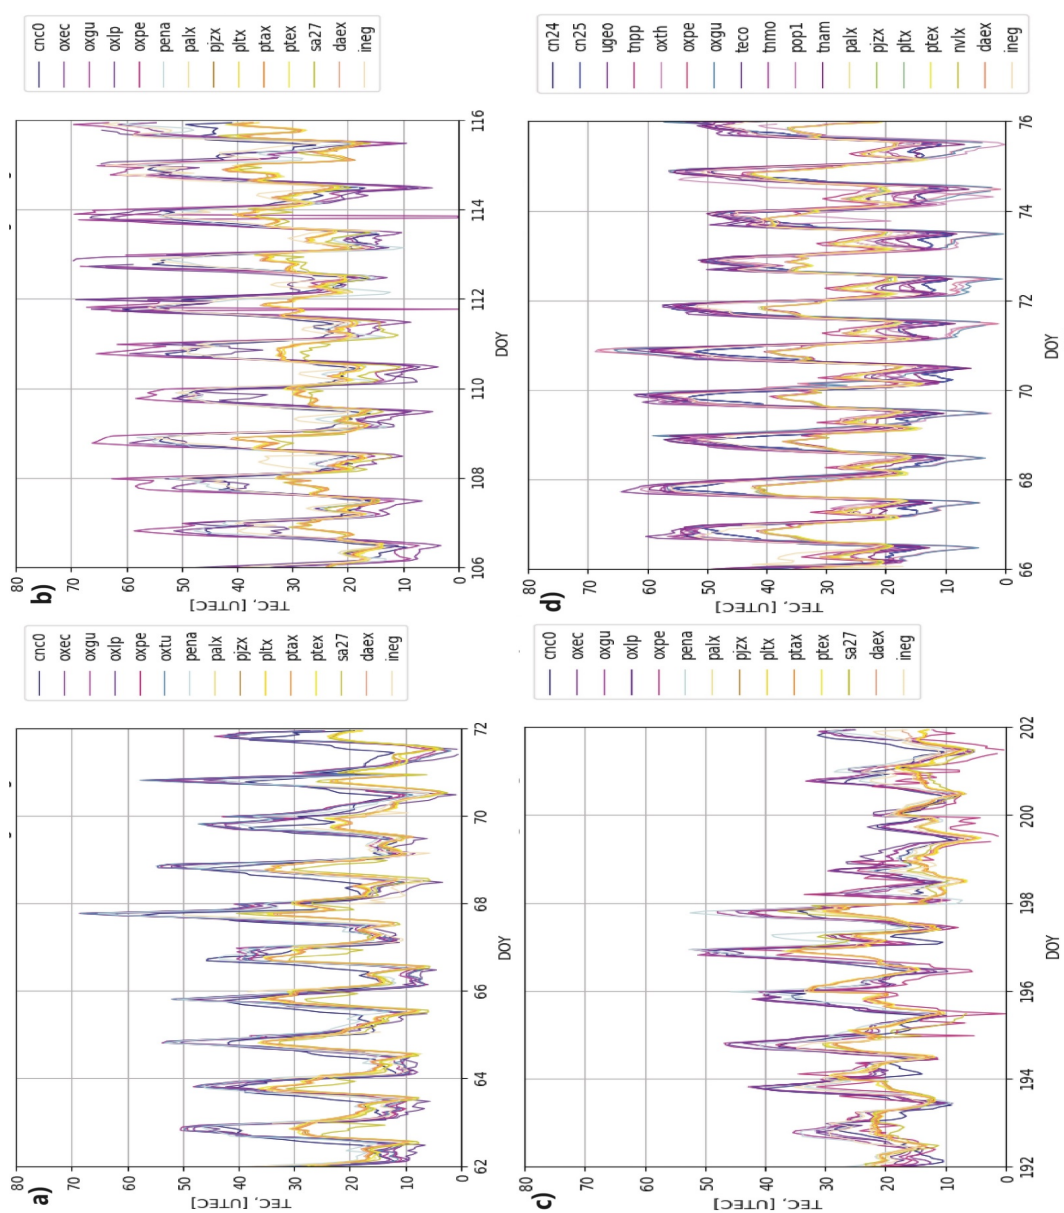 a)
TEC, [UTEC]
80
70
60
50
40
30
20
10
0
62
64
66
68
70
72
DOY
cnc0
oxec
oxgu
oxlp
oxpe
oxtu
pena
palx
pjzx
pltx
ptax
ptex
sa27
daex
ineg
b)
TEC, [UTEC]
80
70
60
50
40
30
20
10
0
106
108
110
112
114
116
DOY
cnc0
oxec
oxgu
oxlp
oxpe
pena
palx
pjzx
pltx
ptax
ptex
sa27
daex
ineg
c)
TEC, [UTEC]
80
70
60
50
40
30
20
10
0
192
194
196
198
200
202
DOY
cnc0
oxec
oxgu
oxlp
oxpe
pena
palx
pjzx
pltx
ptax
ptex
sa27
daex
ineg
d)
TEC, [UTEC]
80
70
60
50
40
30
20
10
0
66
68
70
72
74
76
DOY
cn24
cn25
ugeo
tnpp
oxth
oxpe
oxgu
teco
tnmo
pop1
tnam
palx
pjzx
pltx
ptex
nvlx
daex
ineg